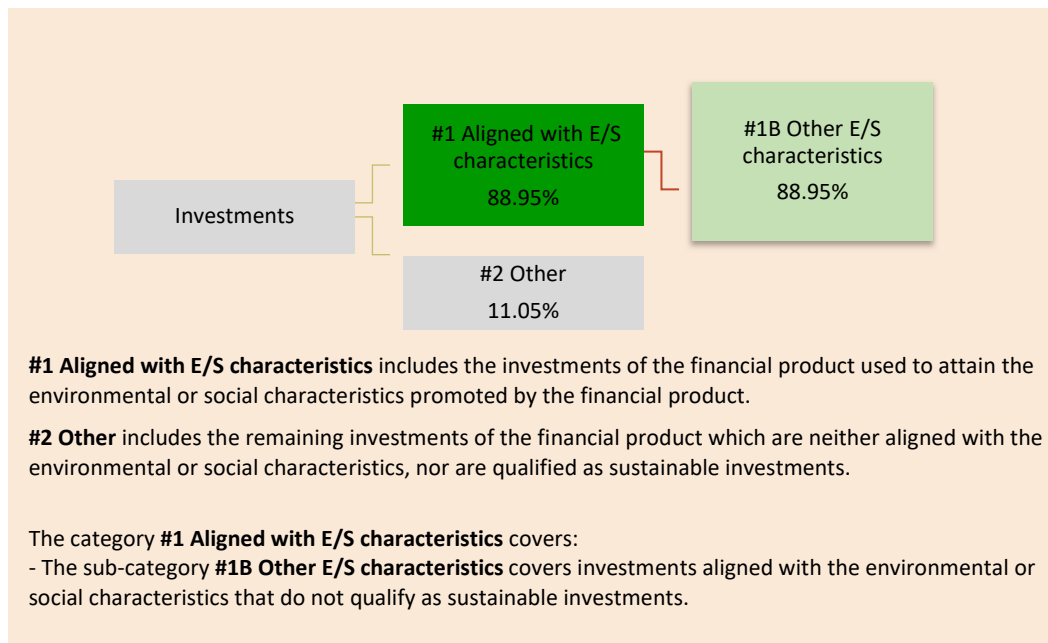 #1 Aligned with E/S
characteristics
88.95%
#1B Other E/S
characteristics
88.95%
Investments
#2 Other
11.05%
#1 Aligned with E/S characteristics includes the investments of the financial product used to attain the
environmental or social characteristics promoted by the financial product.
#2 Other includes the remaining investments of the financial product which are neither aligned with the
environmental or social characteristics, nor are qualified as sustainable investments.
The category #1 Aligned with E/S characteristics covers:
- The sub-category #1B Other E/S characteristics covers investments aligned with the environmental or
social characteristics that do not qualify as sustainable investments.